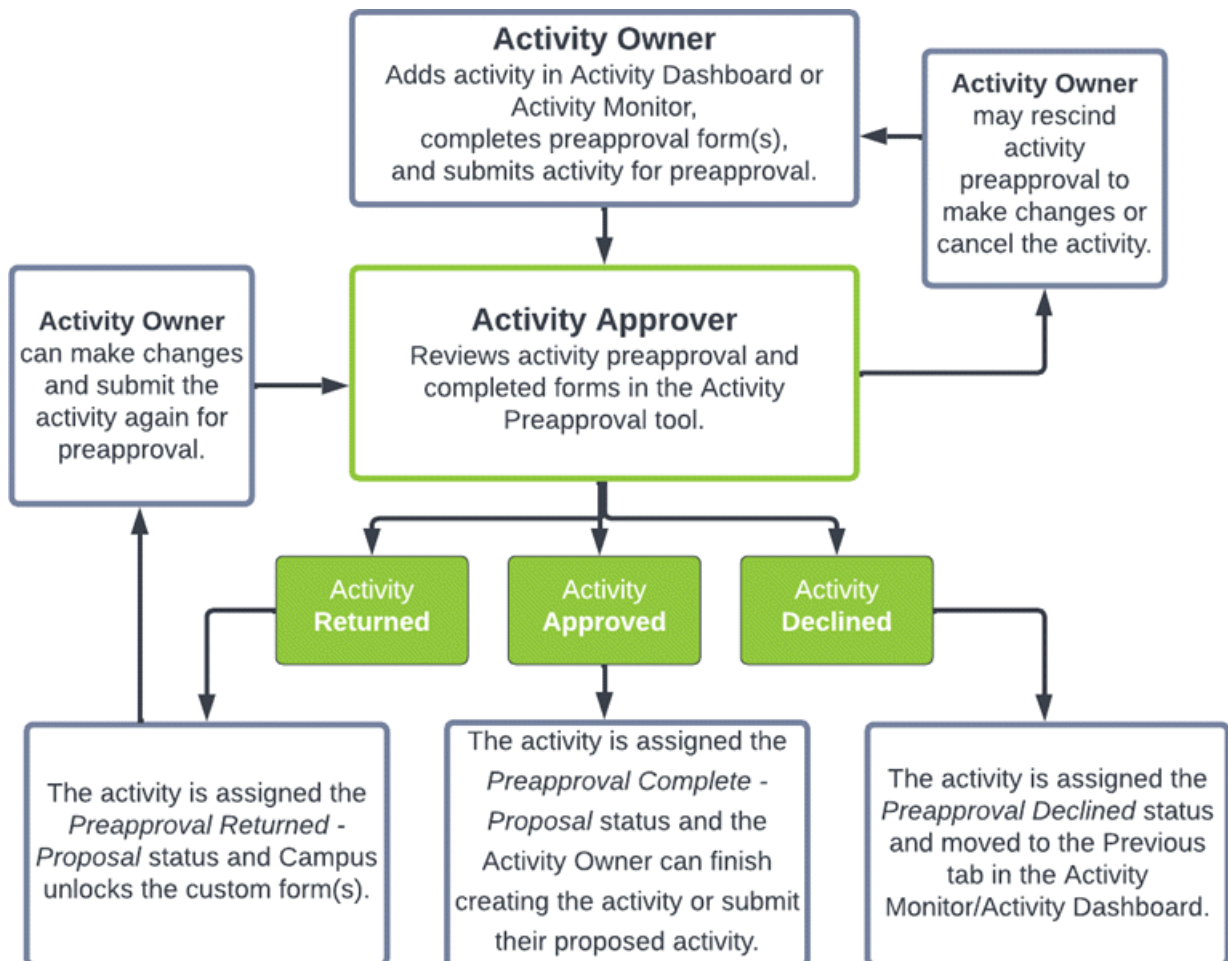 Activity Owner
Adds activity in Activity Dashboard or
Activity Monitor,
completes preapproval form(s),
and submits activity for preapproval.
Activity Owner
may rescind
activity
preapproval to
make changes or
cancel the activity.
Activity Owner
can make changes
and submit the
activity again for
preapproval.
Activity Approver
Reviews activity preapproval and
completed forms in the Activity
Preapproval tool.
Activity
Returned
Activity
Approved
Activity
Declined
The activity is assigned the
Preapproval Returned -
Proposal status and Campus
unlocks the custom form(s).
The activity is assigned the
Preapproval Complete -
Proposal status and the
Activity Owner can finish
creating the activity or submit
their proposed activity.
The activity is assigned the
Preapproval Declined status
and moved to the Previous
tab in the Activity
Monitor/Activity Dashboard.